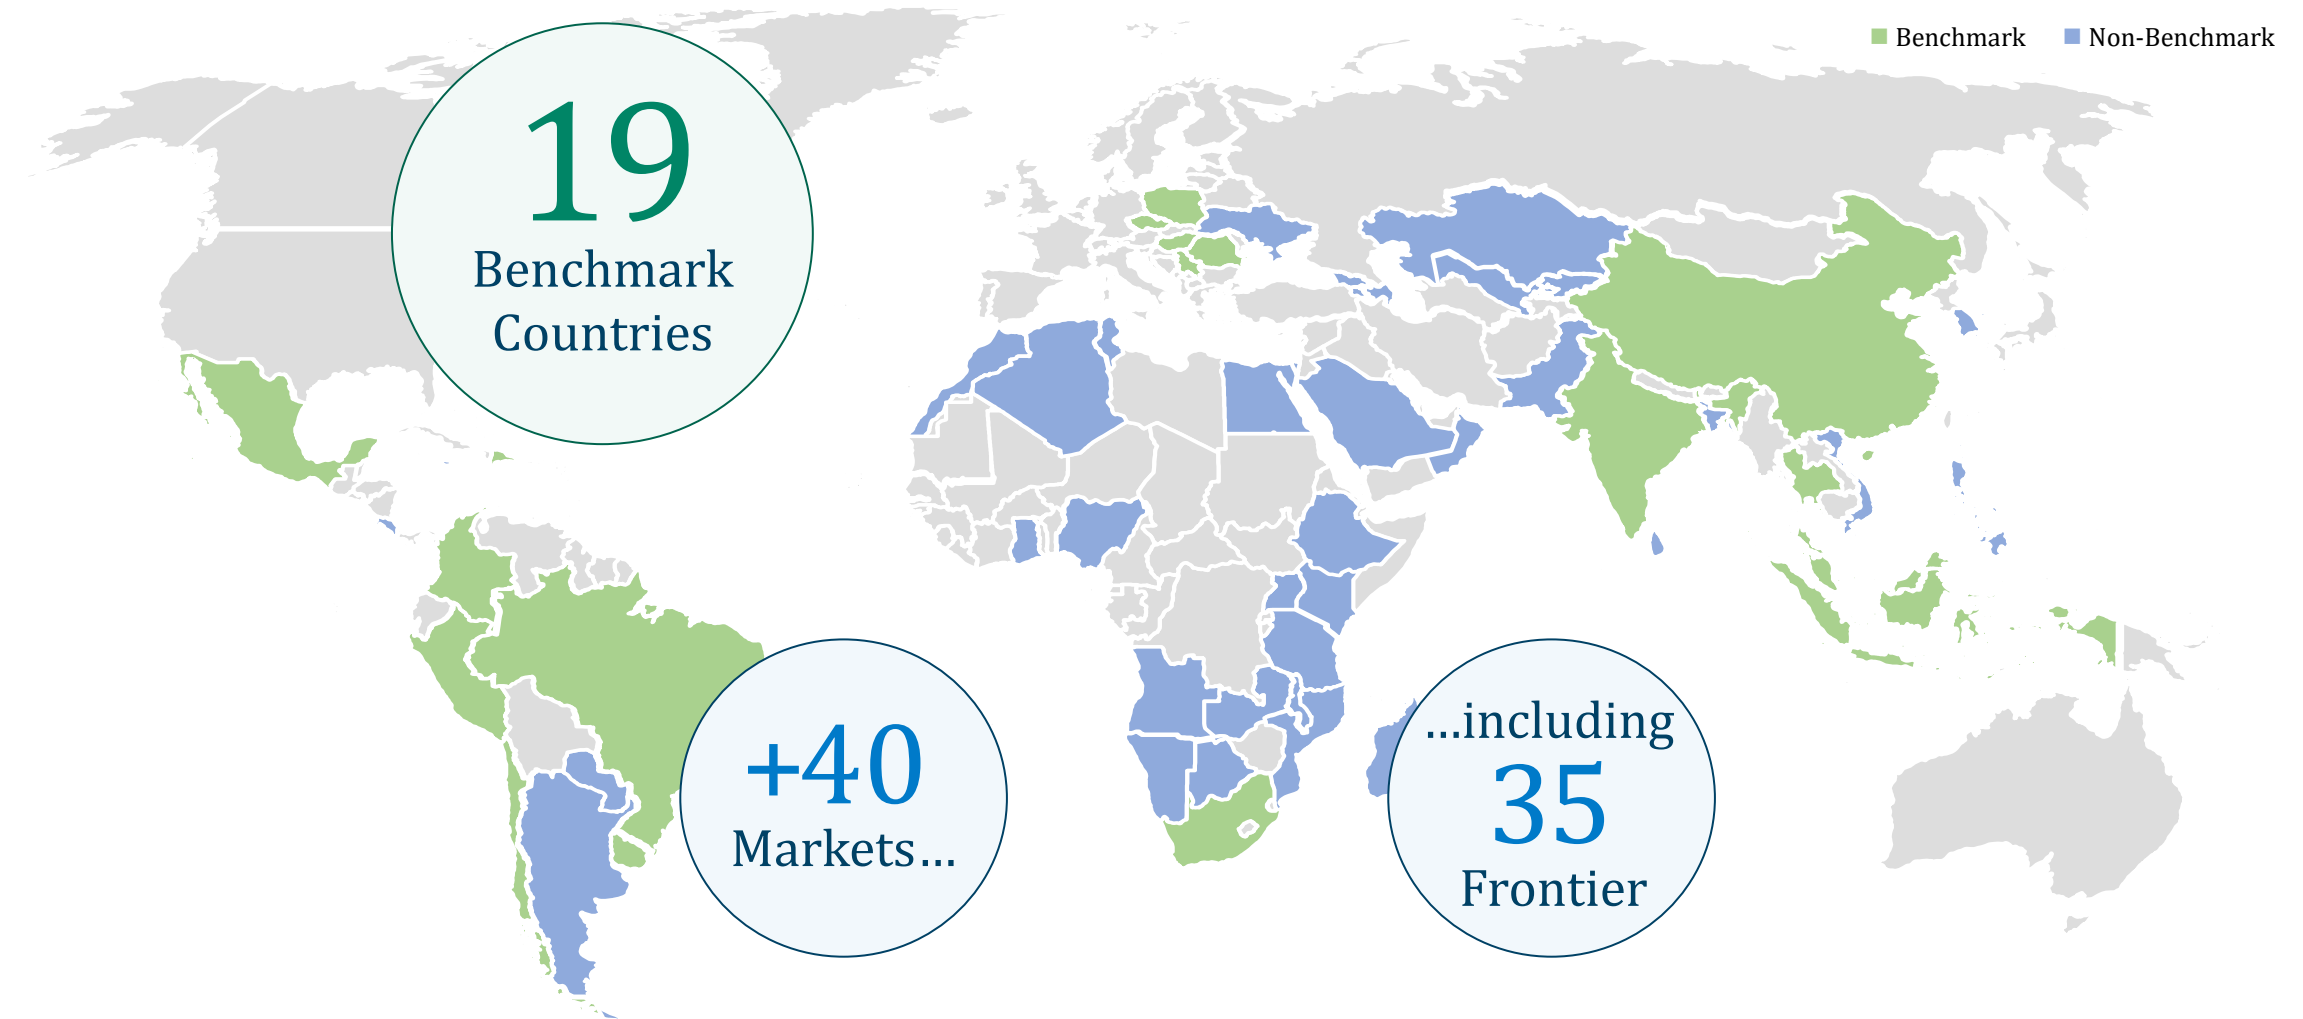 Benchmark
Non-Benchmark
19
Benchmark
Countries
+40
Markets…
…including
35
Frontier